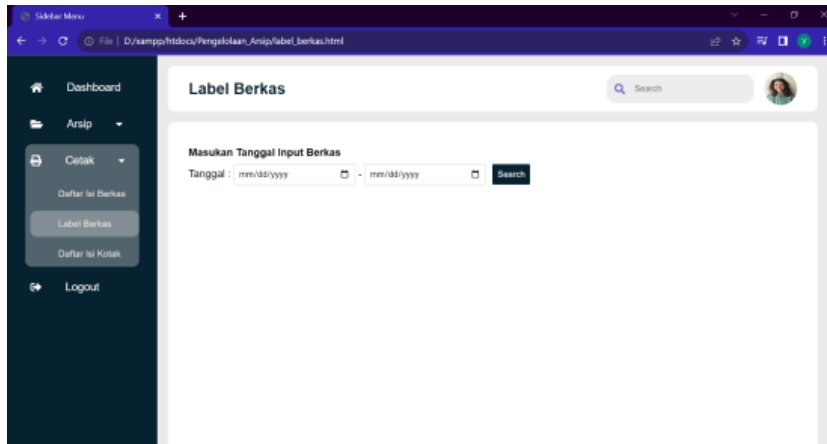 Sidebar Menu
File | D:/xampp/htdocs/Pengelolaan_Arsip/label_berkas.html
Dashboard
Label Berkas
Search
Arsip
Cetak
Masukan Tanggal Input Berkas
Tanggal : mm/dd/yyyy - mm/dd/yyyy Search
Daftar Isi Berkas
Label Berkas
Daftar Isi Kotak
Logout